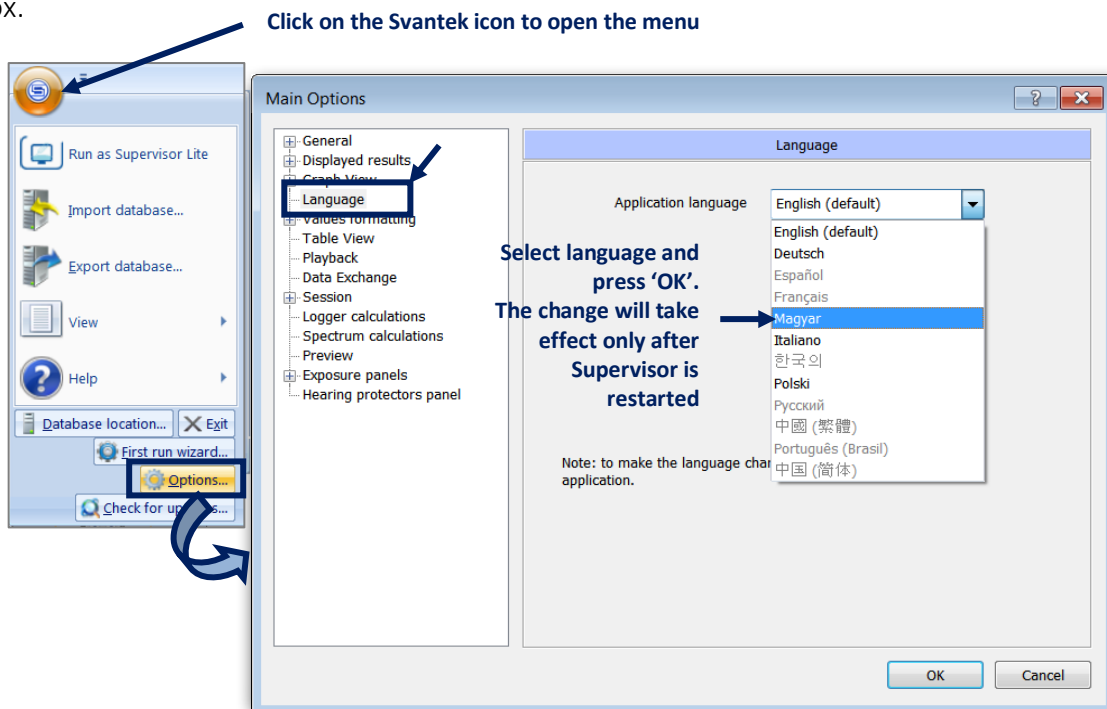 ox.
Click on the Svantek icon to open the menu
Run as Supervisor Lite
Import database...
Export database...
View
Help
Database location...
Exit
First run wizard...
Options...
Check for up
s...
Main Options
General
Displayed results
Graph View
Language
Values formatting
Table View
Playback
Data Exchange
Session
Logger calculations
Spectrum calculations
Preview
Exposure panels
Hearing protectors panel
Language
Application language
English (default)
English (default)
Deutsch
Español
Français
Magyar
Italiano
한국의
Polski
Русский
中國 (繁體)
Português (Brasil)
中国 (简体)
Select language and
press ‘OK’.
The change will take
effect only after
Supervisor is
restarted
Note: to make the language cha
application.
OK
Cancel